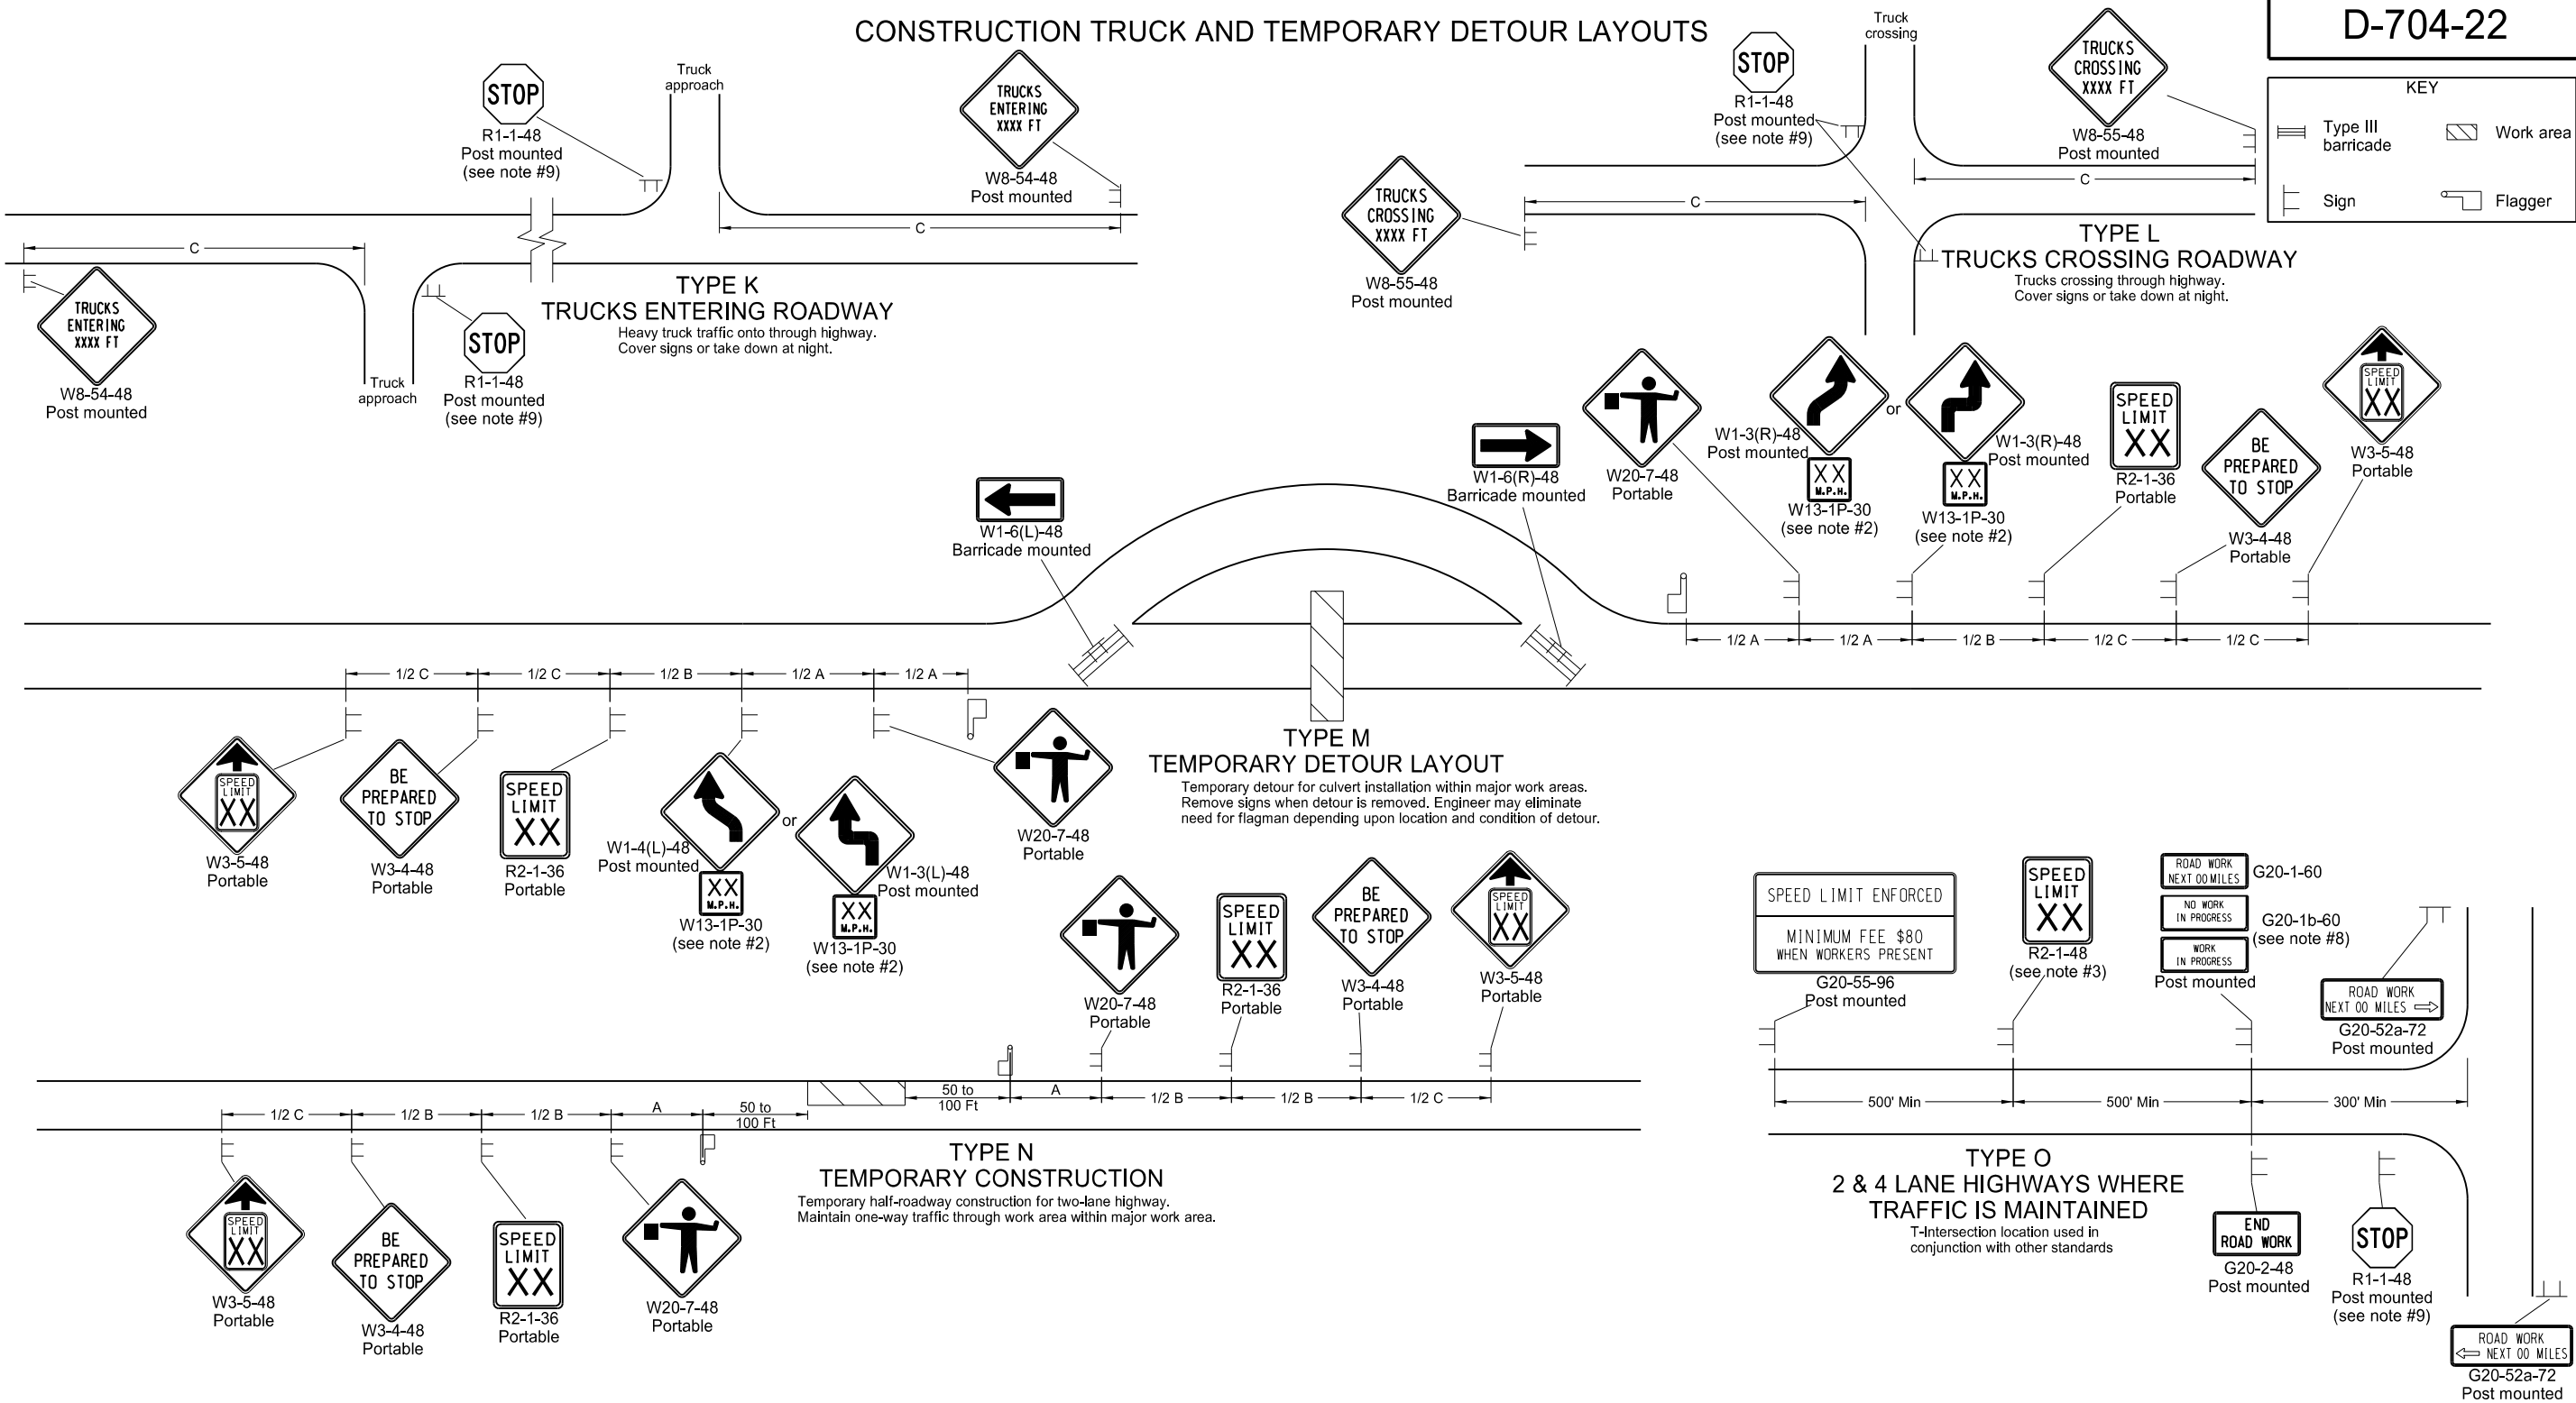 CONSTRUCTION TRUCK AND TEMPORARY DETOUR LAYOUTS
D-704-22
KEY
Type III
barricade
Work area
Sign
Flagger
STOP
R1-1-48
Post mounted
(see note #9)
Truck
approach
TRUCKS
ENTERING
XXXX FT
W8-54-48
Post mounted
C
C
TRUCKS
ENTERING
XXXX FT
W8-54-48
Post mounted
Truck
approach
STOP
R1-1-48
Post mounted
(see note #9)
TYPE K
TRUCKS ENTERING ROADWAY
Heavy truck traffic onto through highway.
Cover signs or take down at night.
STOP
R1-1-48
Post mounted
(see note #9)
Truck
crossing
TRUCKS
CROSSING
XXXX FT
W8-55-48
Post mounted
C
C
TRUCKS
CROSSING
XXXX FT
W8-55-48
Post mounted
TYPE L
TRUCKS CROSSING ROADWAY
Trucks crossing through highway.
Cover signs or take down at night.
W1-6(L)-48
Barricade mounted
W1-6(R)-48
Barricade mounted
W20-7-48
Portable
W1-3(R)-48
Post mounted
XX
M.P.H.
W13-1P-30
(see note #2)
or
W1-3(R)-48
Post mounted
XX
M.P.H.
W13-1P-30
(see note #2)
SPEED
LIMIT
XX
R2-1-36
Portable
BE
PREPARED
TO STOP
W3-4-48
Portable
SPEED
LIMIT
XX
W3-5-48
Portable
1/2 A
1/2 A
1/2 B
1/2 C
1/2 C
1/2 C
1/2 C
1/2 B
1/2 A
1/2 A
SPEED
LIMIT
XX
W3-5-48
Portable
BE
PREPARED
TO STOP
W3-4-48
Portable
SPEED
LIMIT
XX
R2-1-36
Portable
W1-4(L)-48
Post mounted
XX
M.P.H.
W13-1P-30
(see note #2)
or
W1-3(L)-48
Post mounted
XX
M.P.H.
W13-1P-30
(see note #2)
W20-7-48
Portable
TYPE M
TEMPORARY DETOUR LAYOUT
Temporary detour for culvert installation within major work areas.
Remove signs when detour is removed. Engineer may eliminate
need for flagman depending upon location and condition of detour.
W20-7-48
Portable
SPEED
LIMIT
XX
R2-1-36
Portable
BE
PREPARED
TO STOP
W3-4-48
Portable
SPEED
LIMIT
XX
W3-5-48
Portable
50 to
100 Ft
A
1/2 B
1/2 B
1/2 C
1/2 C
1/2 B
1/2 B
A
50 to
100 Ft
SPEED
LIMIT
XX
W3-5-48
Portable
BE
PREPARED
TO STOP
W3-4-48
Portable
SPEED
LIMIT
XX
R2-1-36
Portable
W20-7-48
Portable
TYPE N
TEMPORARY CONSTRUCTION
Temporary half-roadway construction for two-lane highway.
Maintain one-way traffic through work area within major work area.
SPEED LIMIT ENFORCED
MINIMUM FEE $80
WHEN WORKERS PRESENT
G20-55-96
Post mounted
SPEED
LIMIT
XX
R2-1-48
(see note #3)
ROAD WORK
NEXT 00 MILES
G20-1-60
NO WORK
IN PROGRESS
G20-1b-60
(see note #8)
WORK
IN PROGRESS
Post mounted
ROAD WORK
NEXT 00 MILES
G20-52a-72
Post mounted
500' Min
500' Min
300' Min
TYPE O
2 & 4 LANE HIGHWAYS WHERE
TRAFFIC IS MAINTAINED
T-Intersection location used in
conjunction with other standards
END
ROAD WORK
G20-2-48
Post mounted
STOP
R1-1-48
Post mounted
(see note #9)
ROAD WORK
NEXT 00 MILES
G20-52a-72
Post mounted